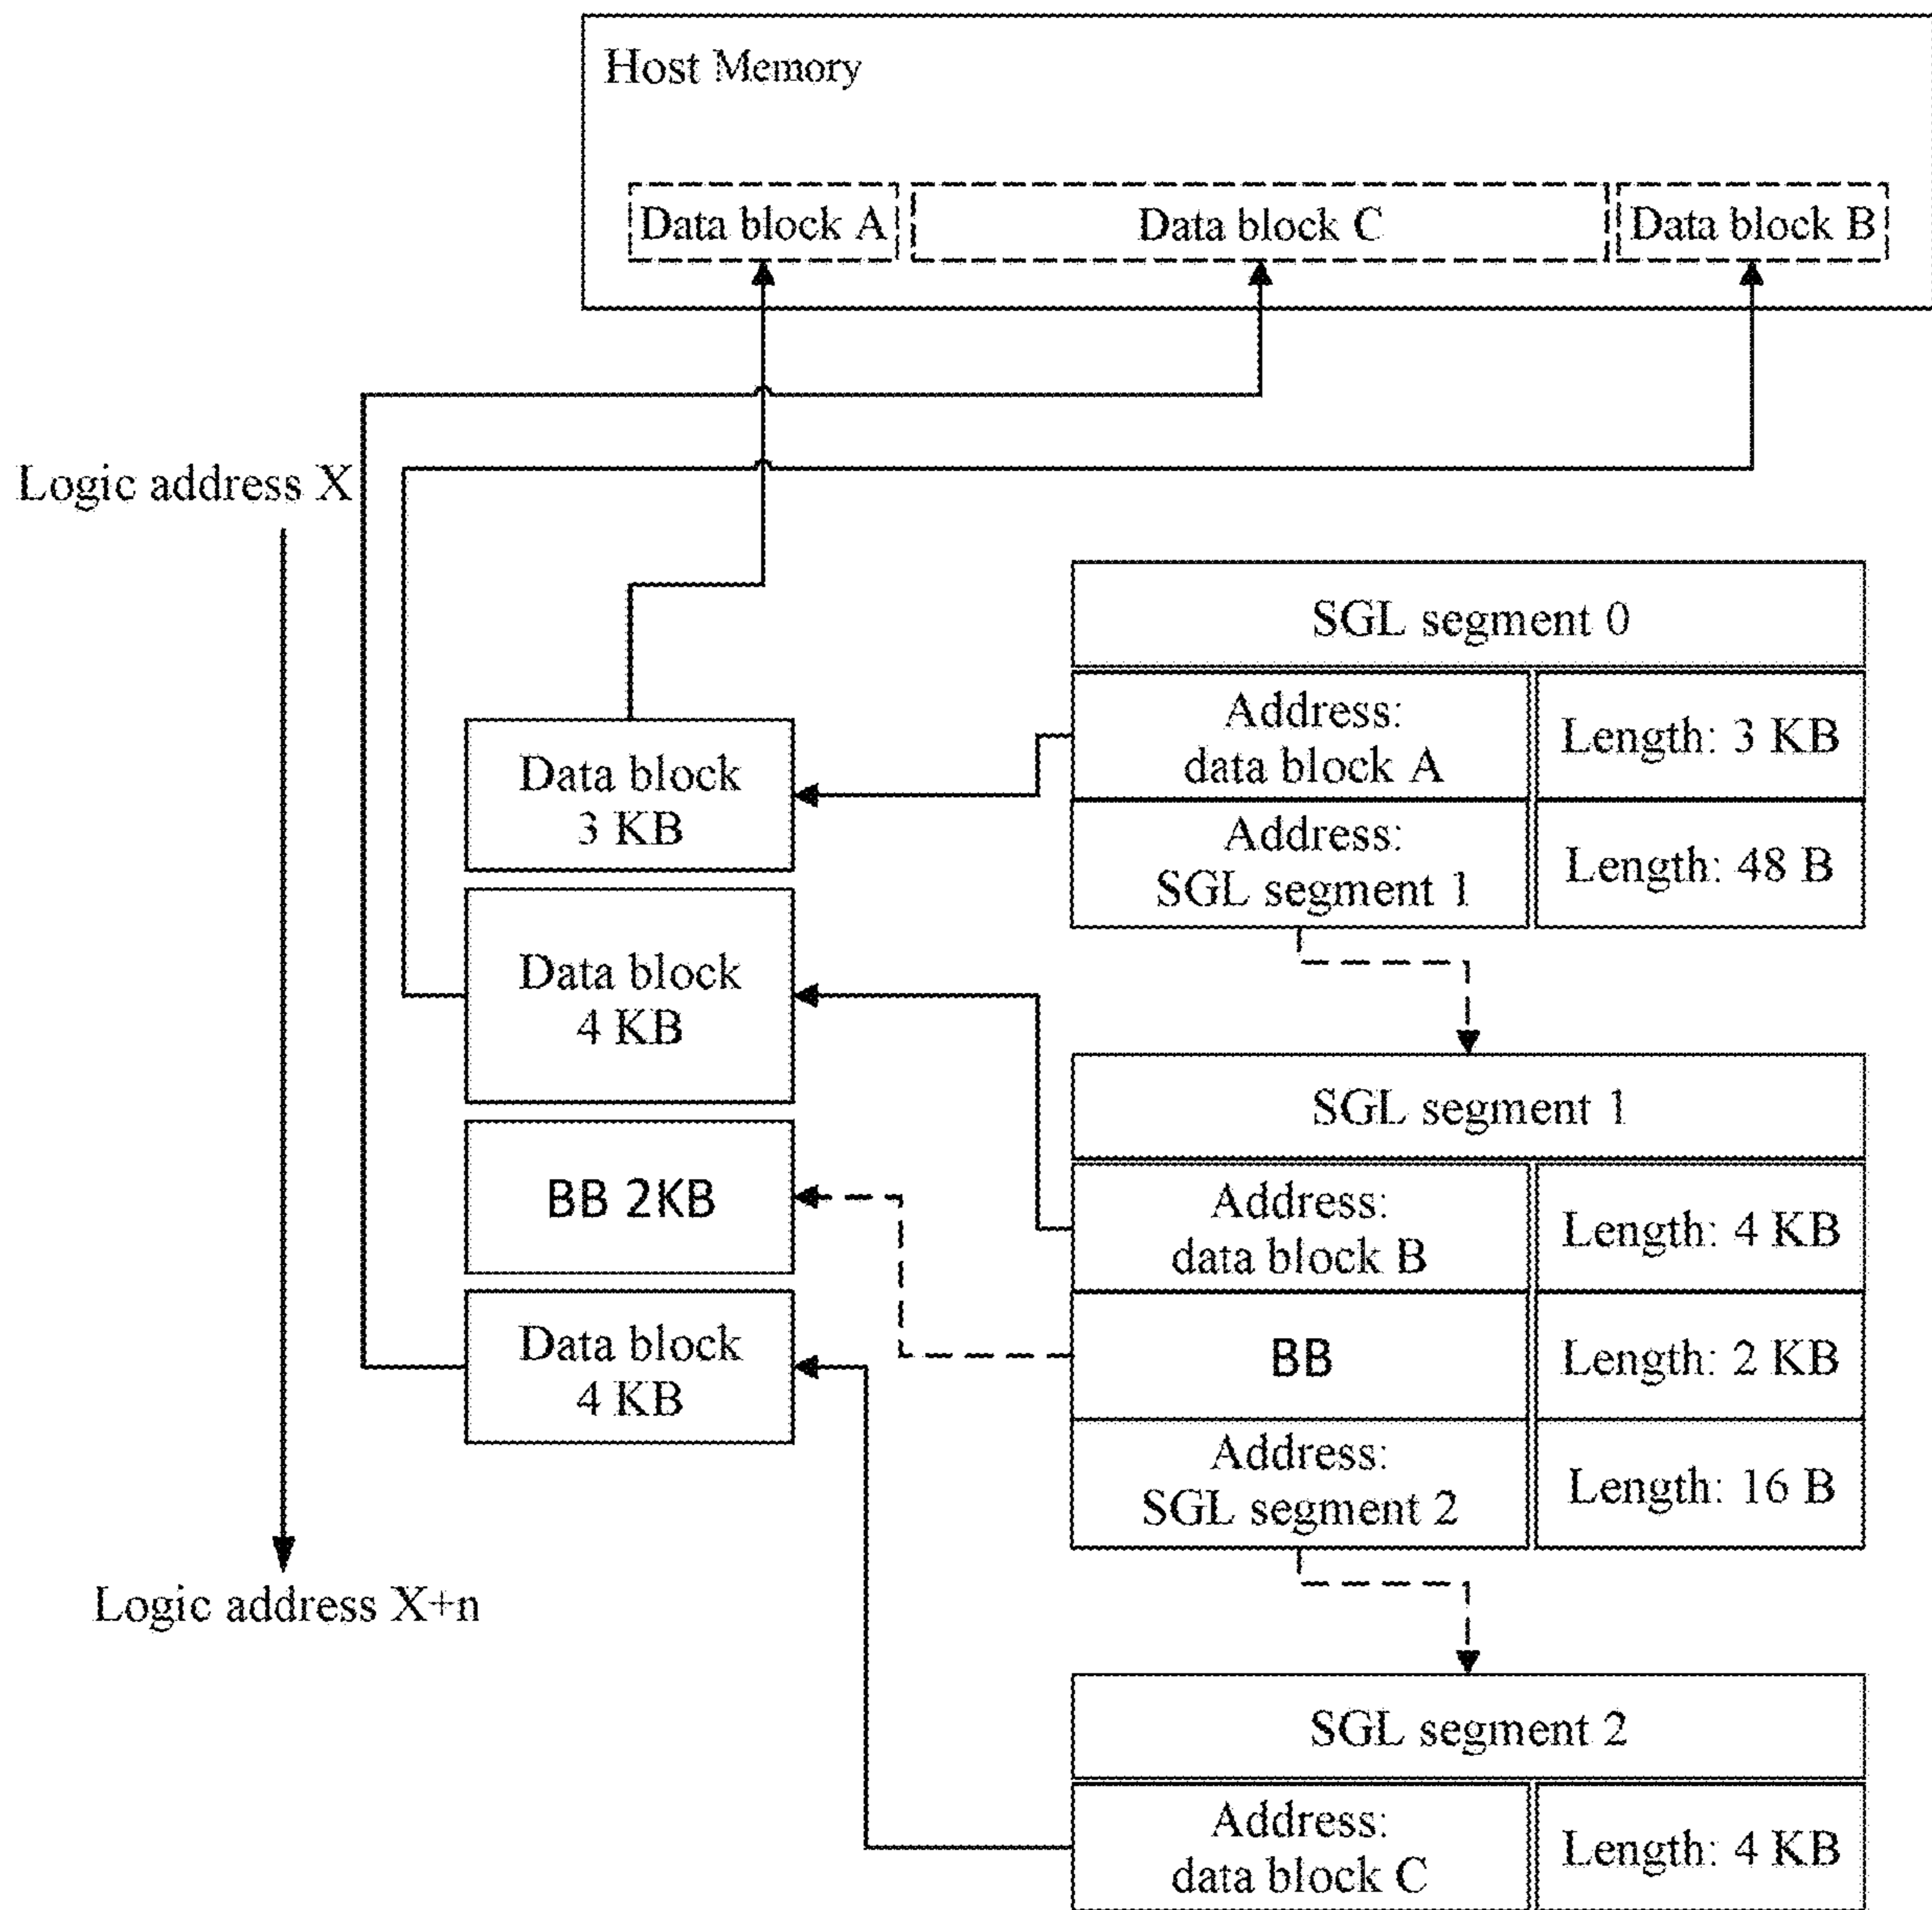 Host Memory
Data block A
Data block C
Data block B
Logic address X
SGL segment 0
Address:
data block A
Length: 3 KB
Address:
SGL segment 1
Length: 48 B
Data block
3 KB
Data block
4 KB
BB 2KB
Data block
4 KB
SGL segment 1
Address:
data block B
Length: 4 KB
BB
Length: 2 KB
Address:
SGL segment 2
Length: 16 B
Logic address X+n
SGL segment 2
Address:
data block C
Length: 4 KB